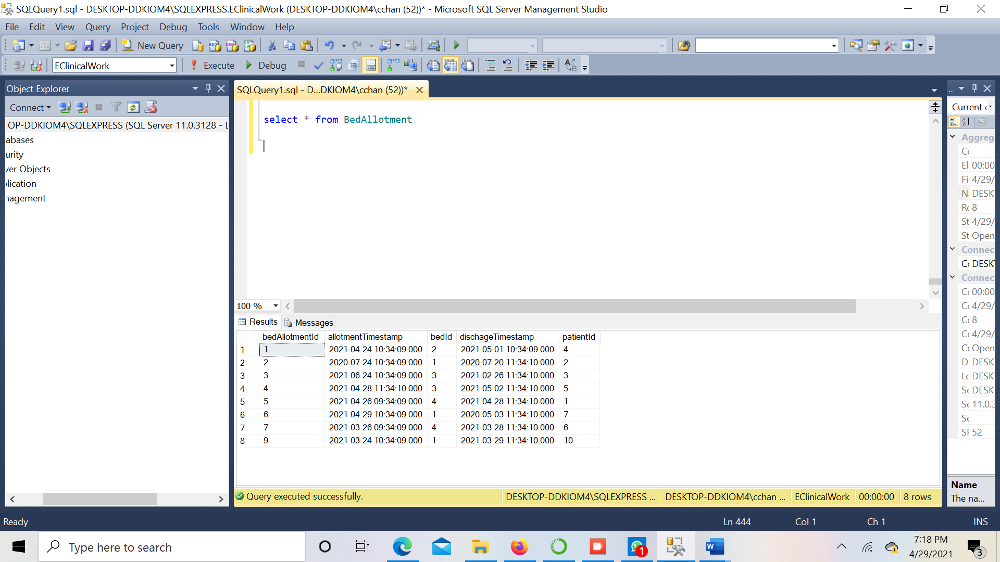 SQLQuery1.sql - DESKTOP-DDKIOM4\SQLEXPRESS.EClinicalWork (DESKTOP-DDKIOM4\cchan (52))* - Microsoft SQL Server Management Studio
File Edit View Query Project Debug Tools Window Help
New Query
EClinicalWork Execute Debug
Object Explorer
Connect
TOP-DDKIOM4\SQLEXPRESS (SQL Server 11.0.3128 -
abases
urity
ver Objects
lication
nagement
SQLQuery1.sql - D...DKIOM4\cchan (52))*
select * from BedAllotment
100 %
Results Messages
bedAllotmentId allotmentTimestamp bedId dischageTimestamp patientId
1 1 2021-04-24 10:34:09.000 2 2021-05-01 10:34:09.000 4
2 2 2020-07-24 10:34:09.000 1 2020-07-20 11:34:10.000 2
3 3 2021-06-24 10:34:09.000 3 2021-02-26 11:34:10.000 3
4 4 2021-04-28 11:34:10.000 3 2021-05-02 11:34:10.000 5
5 5 2021-04-26 09:34:09.000 4 2021-04-28 11:34:10.000 1
6 6 2021-04-29 10:34:09.000 1 2020-05-03 11:34:10.000 7
7 7 2021-03-26 09:34:09.000 4 2021-03-28 11:34:10.000 6
8 9 2021-03-24 10:34:09.000 1 2021-03-29 11:34:10.000 10
Query executed successfully. DESKTOP-DDKIOM4\SQLEXPRESS ... DESKTOP-DDKIOM4\cchan ... EClinicalWork 00:00:00 8 rows
..
Current
Aggreg
Cc
El 00:00
Fi 4/29/
Na DESK
Rc 8
St 4/29/
St Open
Connec
Cc DESK
Connec
Cc 00:00
Cc 4/29/
Cc 8
Cc 4/29/
Cc Open
Di DESK
Lc DESK
Se DESK
Se 11.0.3
Se
SF 52
Name
The na...
Ready Ln 444 Col 1 Ch 1 INS
Type here to search
1
W
7:18 PM
4/29/2021
3